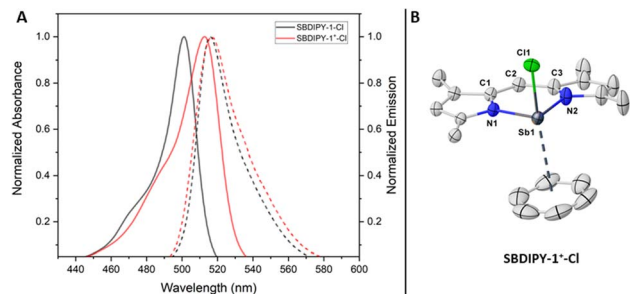 A
SBDIPY-1-Cl
SBDIPY-1⁺-Cl
Normalized Absorbance
1.0
0.8
0.6
0.4
0.2
1.0
0.8
0.6
0.4
0.2
Normalized Emission
440 460 480 500 520 540 560 580 600
Wavelength (nm)
B
Cl1
C1 C2 C3
N1 N2
Sb1
SBDIPY-1⁺-Cl